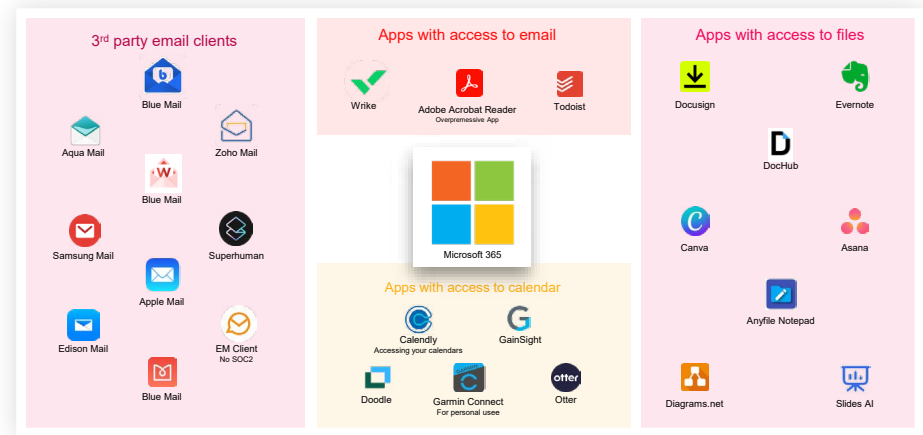 3rd party email clients
Blue Mail
Aqua Mail
Zoho Mail
W
Blue Mail
Samsung Mail
Superhuman
Apple Mail
Edison Mail
EM Client
No SOC2
Blue Mail
Apps with access to email
Wrike
Adobe Acrobat Reader
Overpremessive App
Todoist
Microsoft 365
Apps with access to calendar
Calendly
Accessing your calendars
GainSight
Doodle
Garmin Connect
For personal usee
otter
Otter
Apps with access to files
Docusign
Evernote
DocHub
Canva
Asana
Anyfile Notepad
Diagrams.net
Slides AI